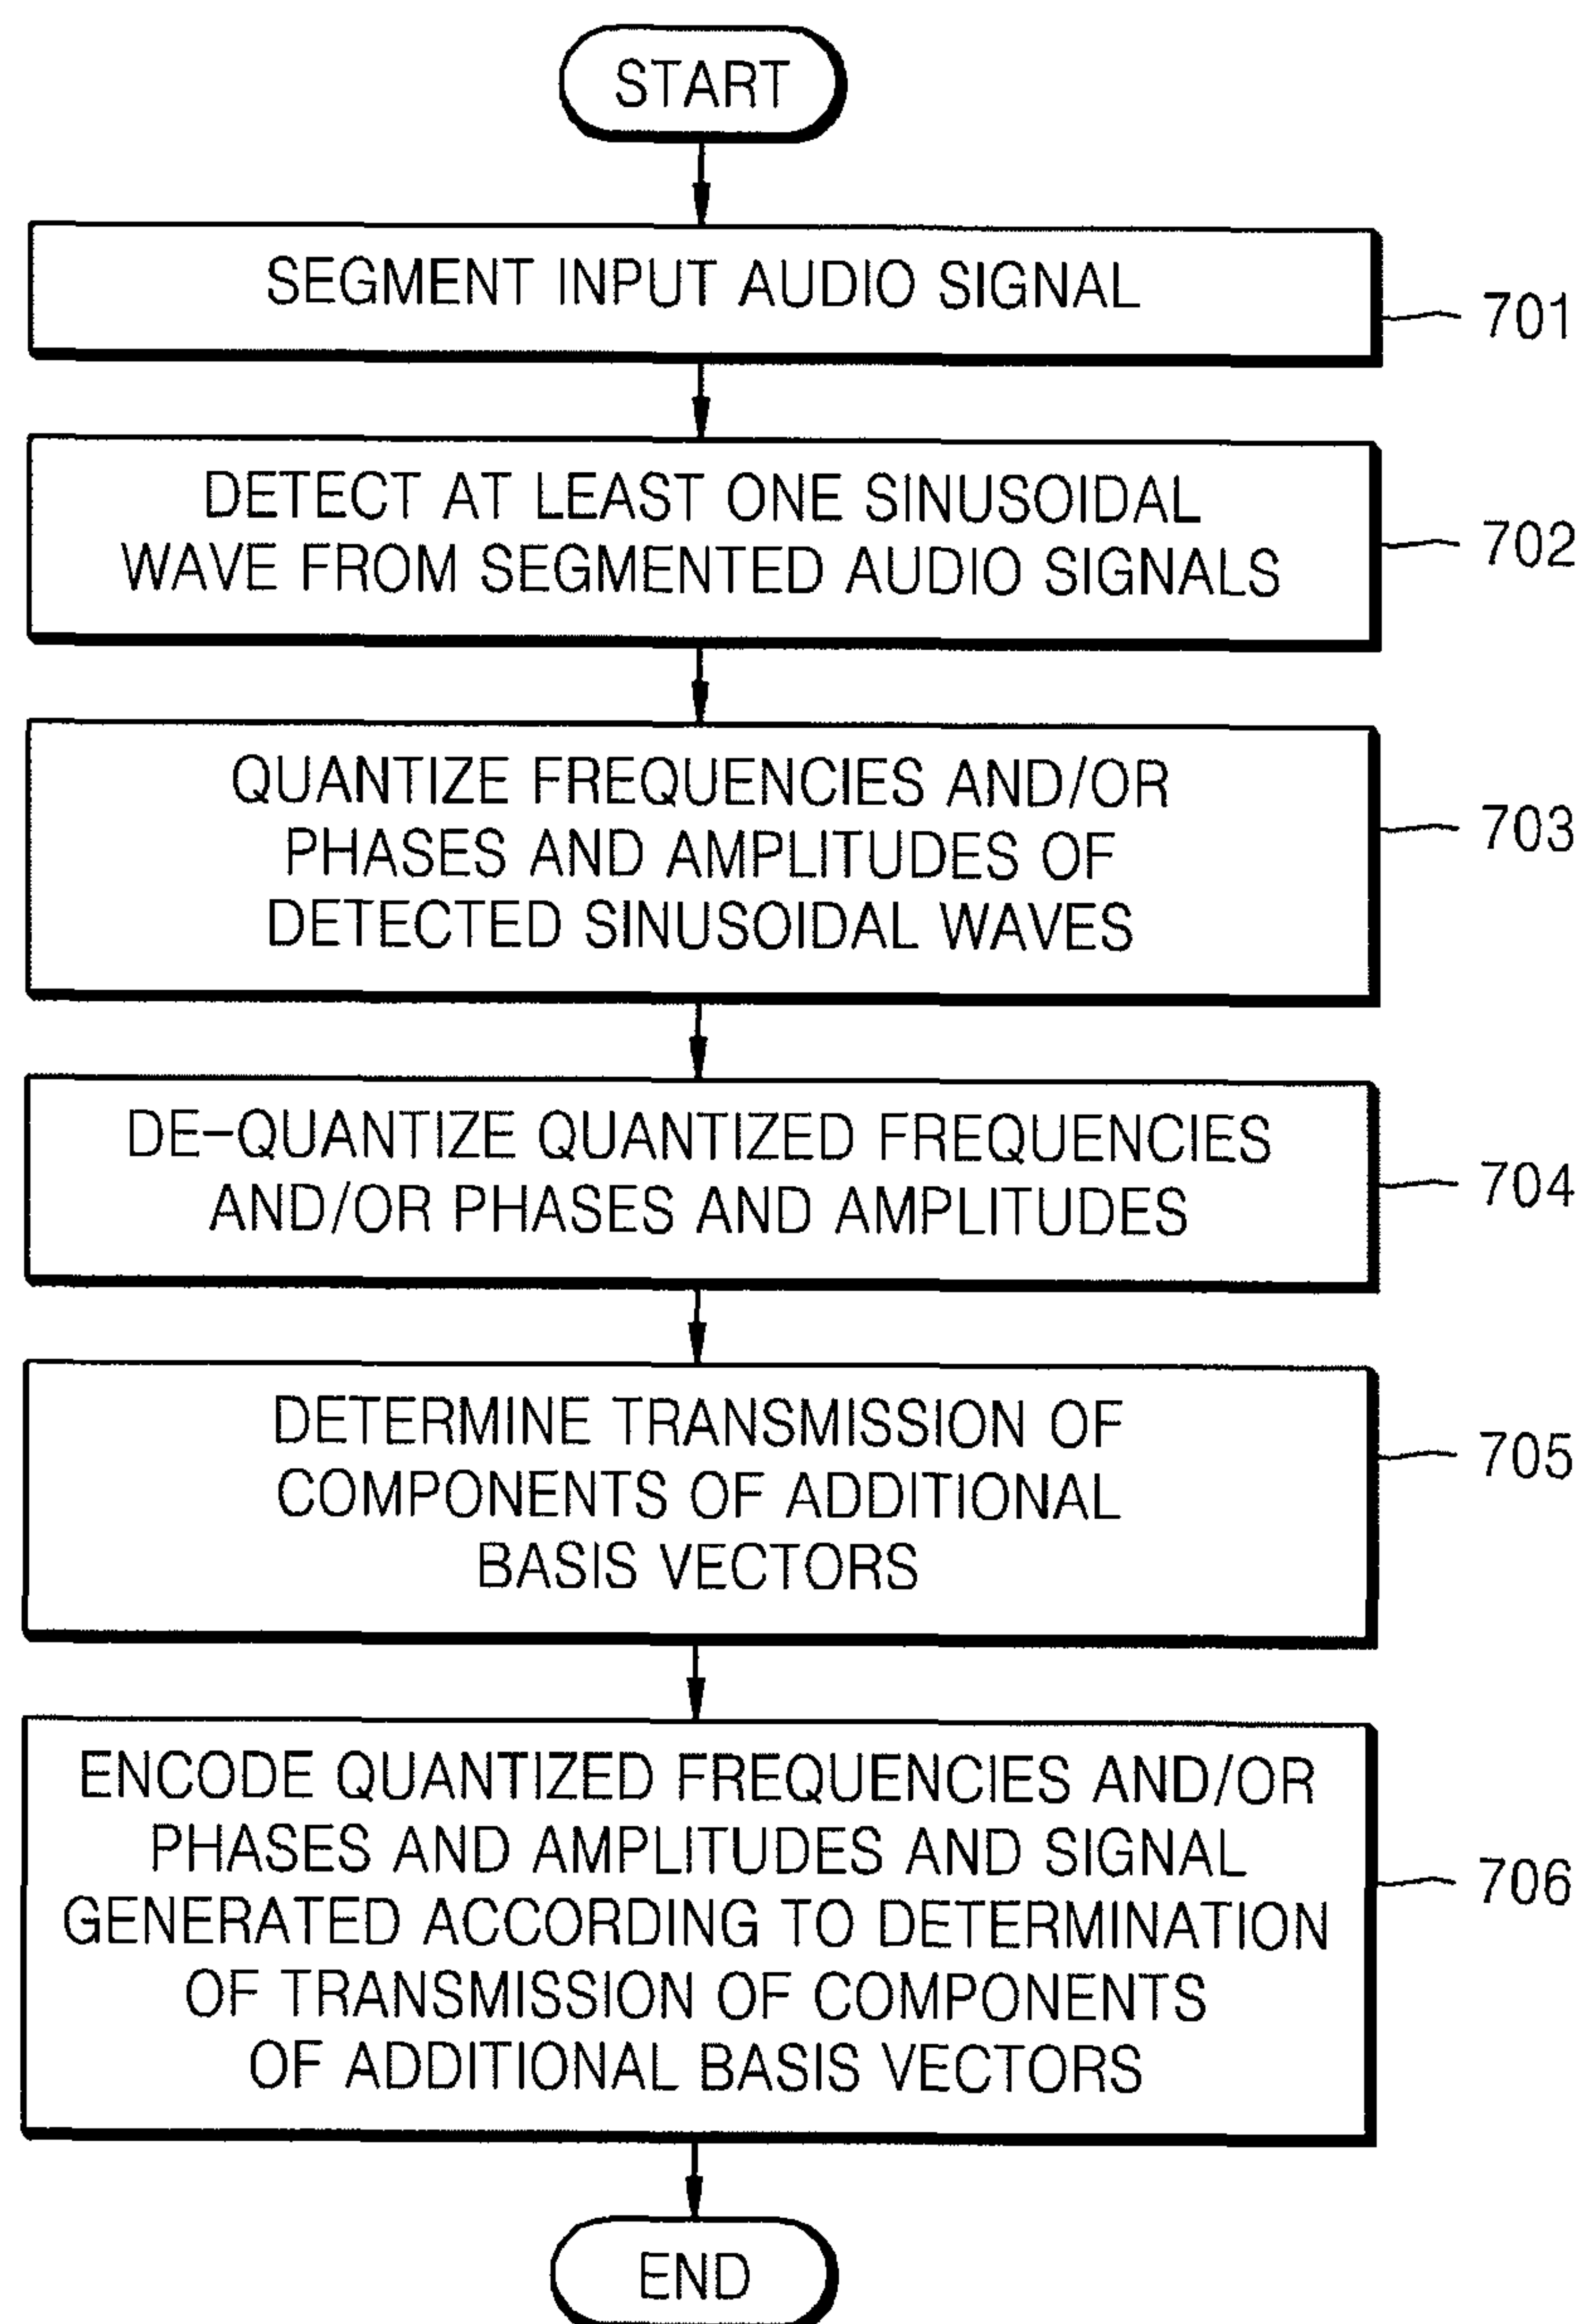 START
SEGMENT INPUT AUDIO SIGNAL
701
DETECT AT LEAST ONE SINUSOIDAL
WAVE FROM SEGMENTED AUDIO SIGNALS
702
QUANTIZE FREQUENCIES AND/OR
PHASES AND AMPLITUDES OF
DETECTED SINUSOIDAL WAVES
703
DE-QUANTIZE QUANTIZED FREQUENCIES
AND/OR PHASES AND AMPLITUDES
704
DETERMINE TRANSMISSION OF
COMPONENTS OF ADDITIONAL
BASIS VECTORS
705
ENCODE QUANTIZED FREQUENCIES AND/OR
PHASES AND AMPLITUDES AND SIGNAL
GENERATED ACCORDING TO DETERMINATION
OF TRANSMISSION OF COMPONENTS
OF ADDITIONAL BASIS VECTORS
706
END